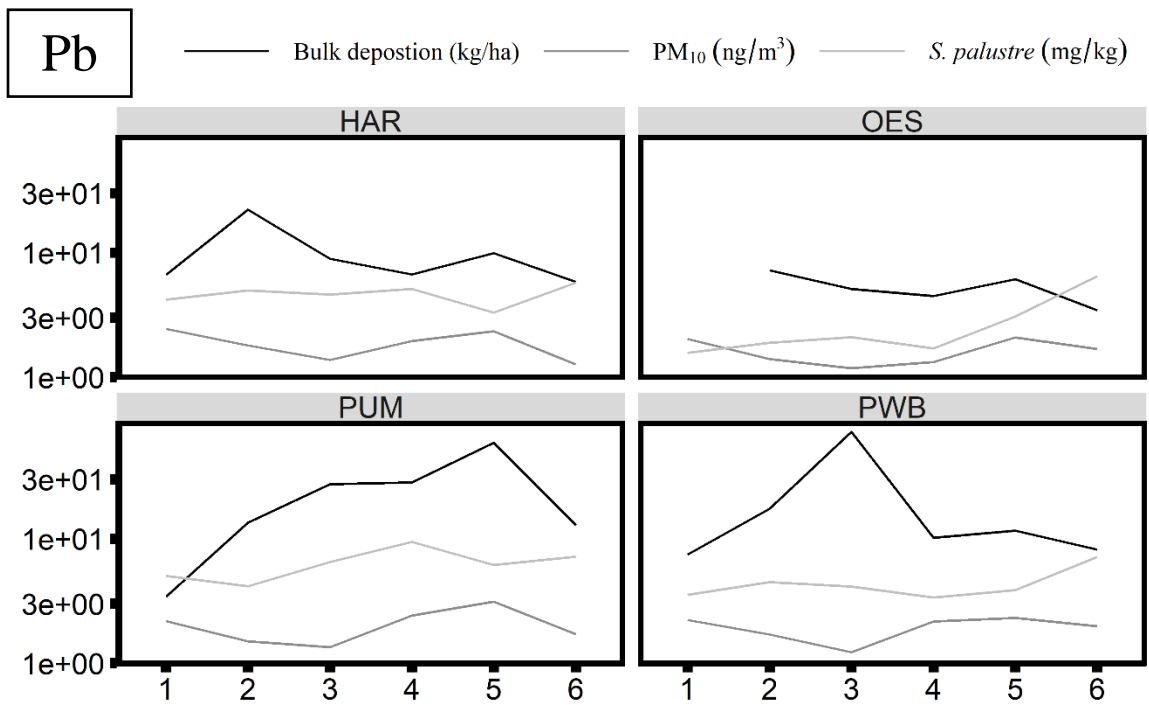 Pb
Bulk depostion (kg/ha) PM₁₀ (ng/m³) S. palustre (mg/kg)
HAR OES
3e+01
1e+01
3e+00
1e+00
PUM PWB
3e+01
1e+01
3e+00
1e+00
1 2 3 4 5 6 1 2 3 4 5 6